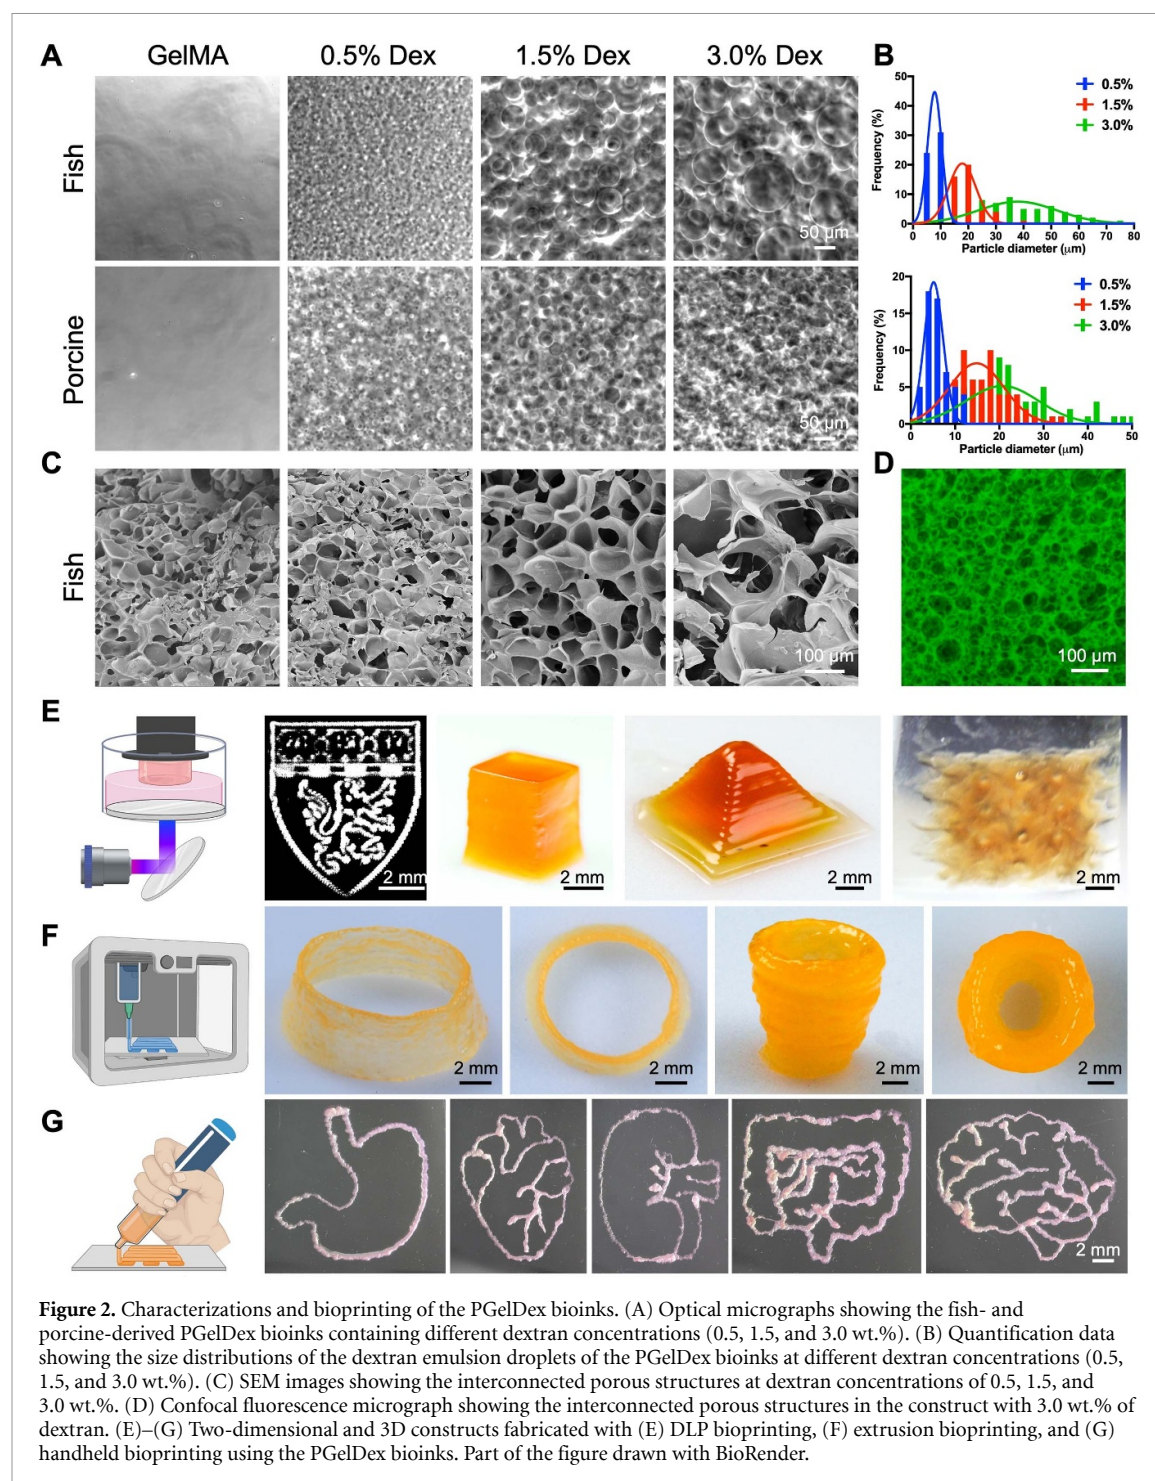 A
GelMA
0.5% Dex
1.5% Dex
3.0% Dex
Fish
50 µm
Porcine
50 µm
B
50
40
30
20
10
0
Frequency (%)
0.5%
1.5%
3.0%
0 10 20 30 40 50 60 70 80
Particle diameter (µm)
20
15
10
5
0
Frequency (%)
0.5%
1.5%
3.0%
0 10 20 30 40 50
Particle diameter (µm)
C
Fish
100 µm
D
100 µm
E
2 mm
2 mm
2 mm
2 mm
F
2 mm
2 mm
2 mm
2 mm
G
2 mm
Figure 2. Characterizations and bioprinting of the PGelDex bioinks. (A) Optical micrographs showing the fish- and
porcine-derived PGelDex bioinks containing different dextran concentrations (0.5, 1.5, and 3.0 wt.%). (B) Quantification data
showing the size distributions of the dextran emulsion droplets of the PGelDex bioinks at different dextran concentrations (0.5,
1.5, and 3.0 wt.%). (C) SEM images showing the interconnected porous structures at dextran concentrations of 0.5, 1.5, and
3.0 wt.%. (D) Confocal fluorescence micrograph showing the interconnected porous structures in the construct with 3.0 wt.% of
dextran. (E)–(G) Two-dimensional and 3D constructs fabricated with (E) DLP bioprinting, (F) extrusion bioprinting, and (G)
handheld bioprinting using the PGelDex bioinks. Part of the figure drawn with BioRender.